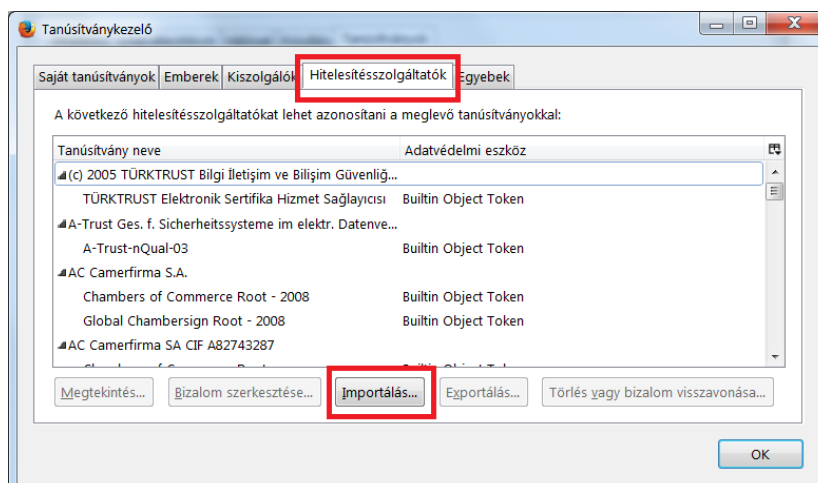 Tanúsítványkezelő
Saját tanúsítványok Emberek Kiszolgálók Hitelesítésszolgáltatók Egyebek
A következő hitelesítésszolgáltatókat lehet azonosítani a meglevő tanúsítványokkal:
Tanúsítvány neve Adatvédelmi eszköz
(c) 2005 TÜRKTRUST Bilgi İletişim ve Bilişim Güvenliğ...
TÜRKTRUST Elektronik Sertifika Hizmet Sağlayıcısı Builtin Object Token
A-Trust Ges. f. Sicherheitssysteme im elektr. Datenve...
A-Trust-nQual-03 Builtin Object Token
AC Camerfirma S.A.
Chambers of Commerce Root - 2008 Builtin Object Token
Global Chambersign Root - 2008 Builtin Object Token
AC Camerfirma SA CIF A82743287
Megtekintés... Bizalom szerkesztése... Importálás... Exportálás... Törlés vagy bizalom visszavonása...
OK